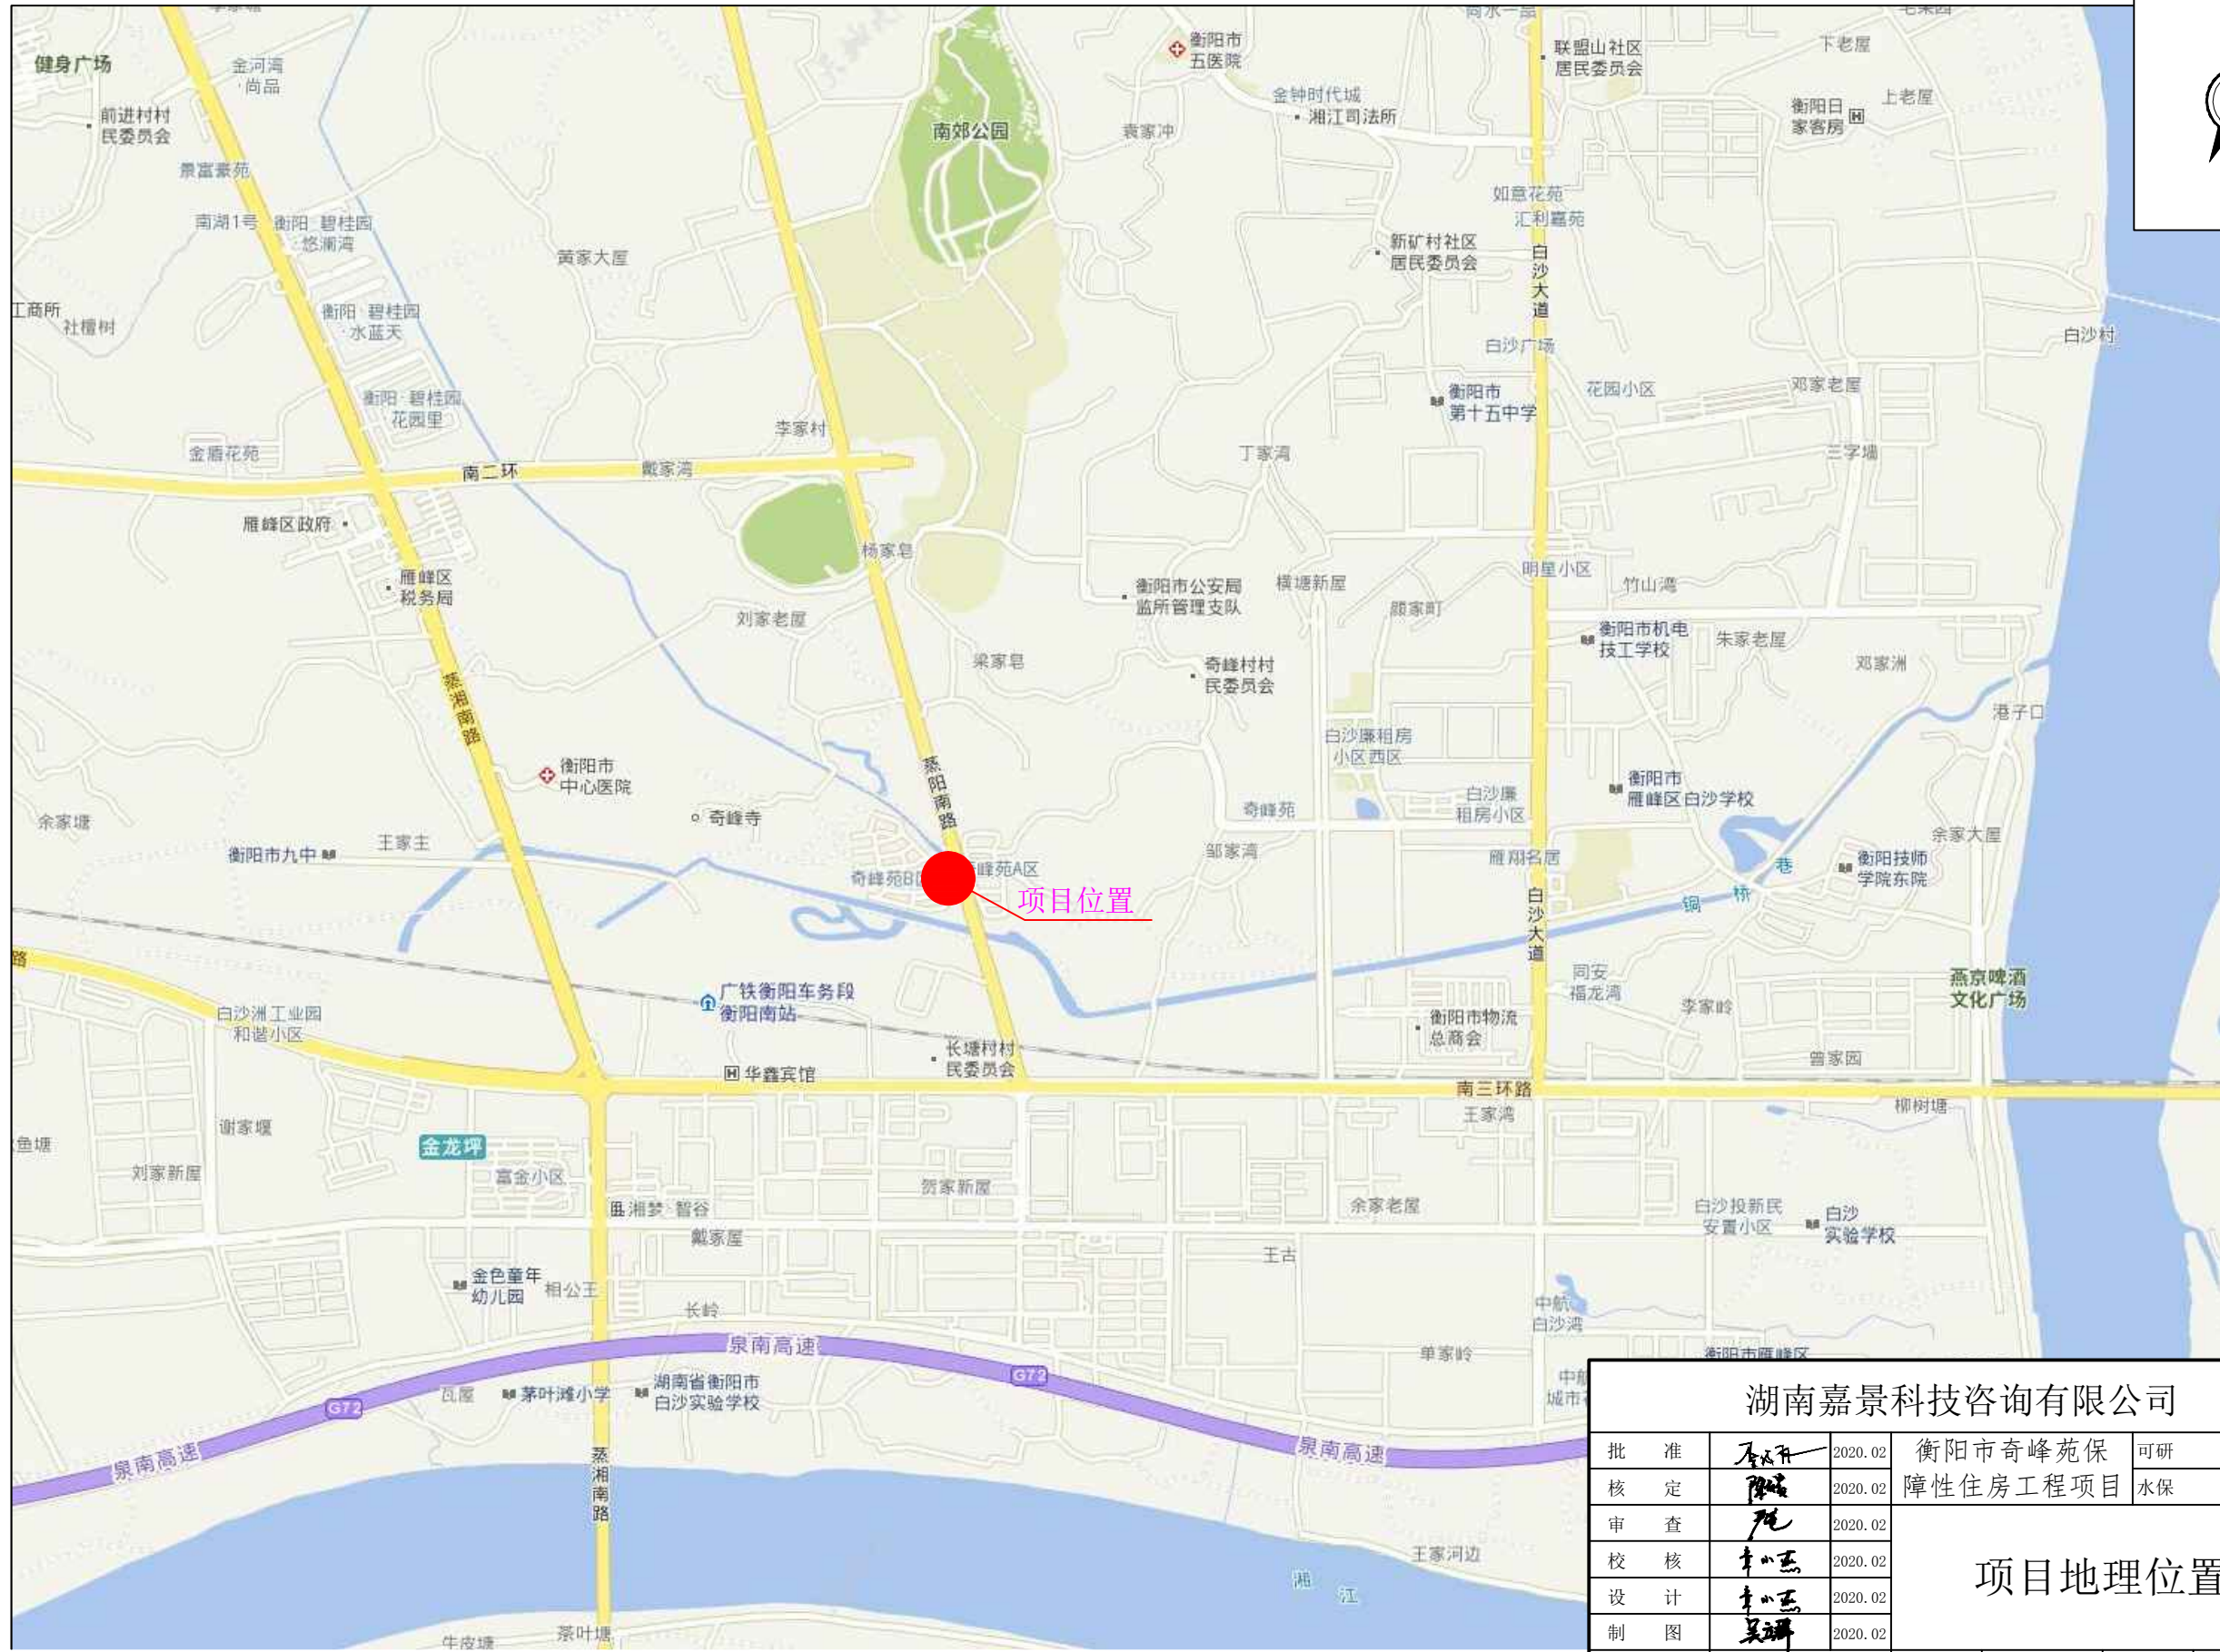 健身广场
金河湾
尚品
前进村村
民委员会
景富豪苑
南湖1号
衡阳·碧桂园
悠澜湾
工商所
社檀树
衡阳·碧桂园
水蓝天
衡阳·碧桂园
花园里
金盾花苑
黄家大屋
李家村
南二环
戴家湾
雁峰区政府
雁峰区
税务局
蒸湘南路
南郊公园
衡阳市
五医院
袁家冲
金钟时代城
湘江司法所
联盟山社区
居民委员会
下老屋
上老屋
衡阳日
家客房
如意花苑
汇利嘉苑
新矿村社区
居民委员会
白沙大道
白沙广场
白沙村
衡阳市
第十五中学
花园小区
邓家老屋
丁家湾
三字墙
杨家皂
刘家老屋
梁家皂
衡阳市公安局
监所管理支队
横塘新屋
颜家町
明星小区
竹山湾
衡阳市机电
技工学校
朱家老屋
邓家洲
奇峰村村
民委员会
港子口
白沙廉租房
小区西区
衡阳市
中心医院
蒸阳南路
奇峰寺
奇峰苑
白沙廉
租房小区
衡阳市
雁峰区白沙学校
余家塘
王家主
衡阳市九中
奇峰苑B
峰苑A区
项目位置
邹家湾
雁翔名居
余家大屋
衡阳技师
学院东院
铜桥巷
白沙大道
路
白沙洲工业园
和谐小区
广铁衡阳车务段
衡阳南站
同安
福龙湾
李家岭
燕京啤酒
文化广场
衡阳市物流
总商会
长塘村村
民委员会
华鑫宾馆
曾家园
南三环路
王家湾
柳树塘
鱼塘
谢家堰
金龙坪
刘家新屋
富金小区
贺家新屋
湘梦·智谷
余家老屋
白沙投新民
安置小区
白沙
实验学校
戴家屋
王古
金色童年
幼儿园
相公王
长岭
中航
白沙湾
泉南高速
单家岭
衡阳市雁峰区
G72
G72
瓦屋
茅叶滩小学
湖南省衡阳市
白沙实验学校
中航
城市
泉南高速
泉南高速
蒸湘南路
王家河边
湘江
牛皮塘
茶叶塘
湖南嘉景科技咨询有限公司
批 准 2020.02 衡阳市奇峰苑保 可研
核 定 2020.02 障性住房工程项目 水保
审 查 2020.02
校 核 2020.02 项目地理位置
设 计 2020.02
制 图 2020.02